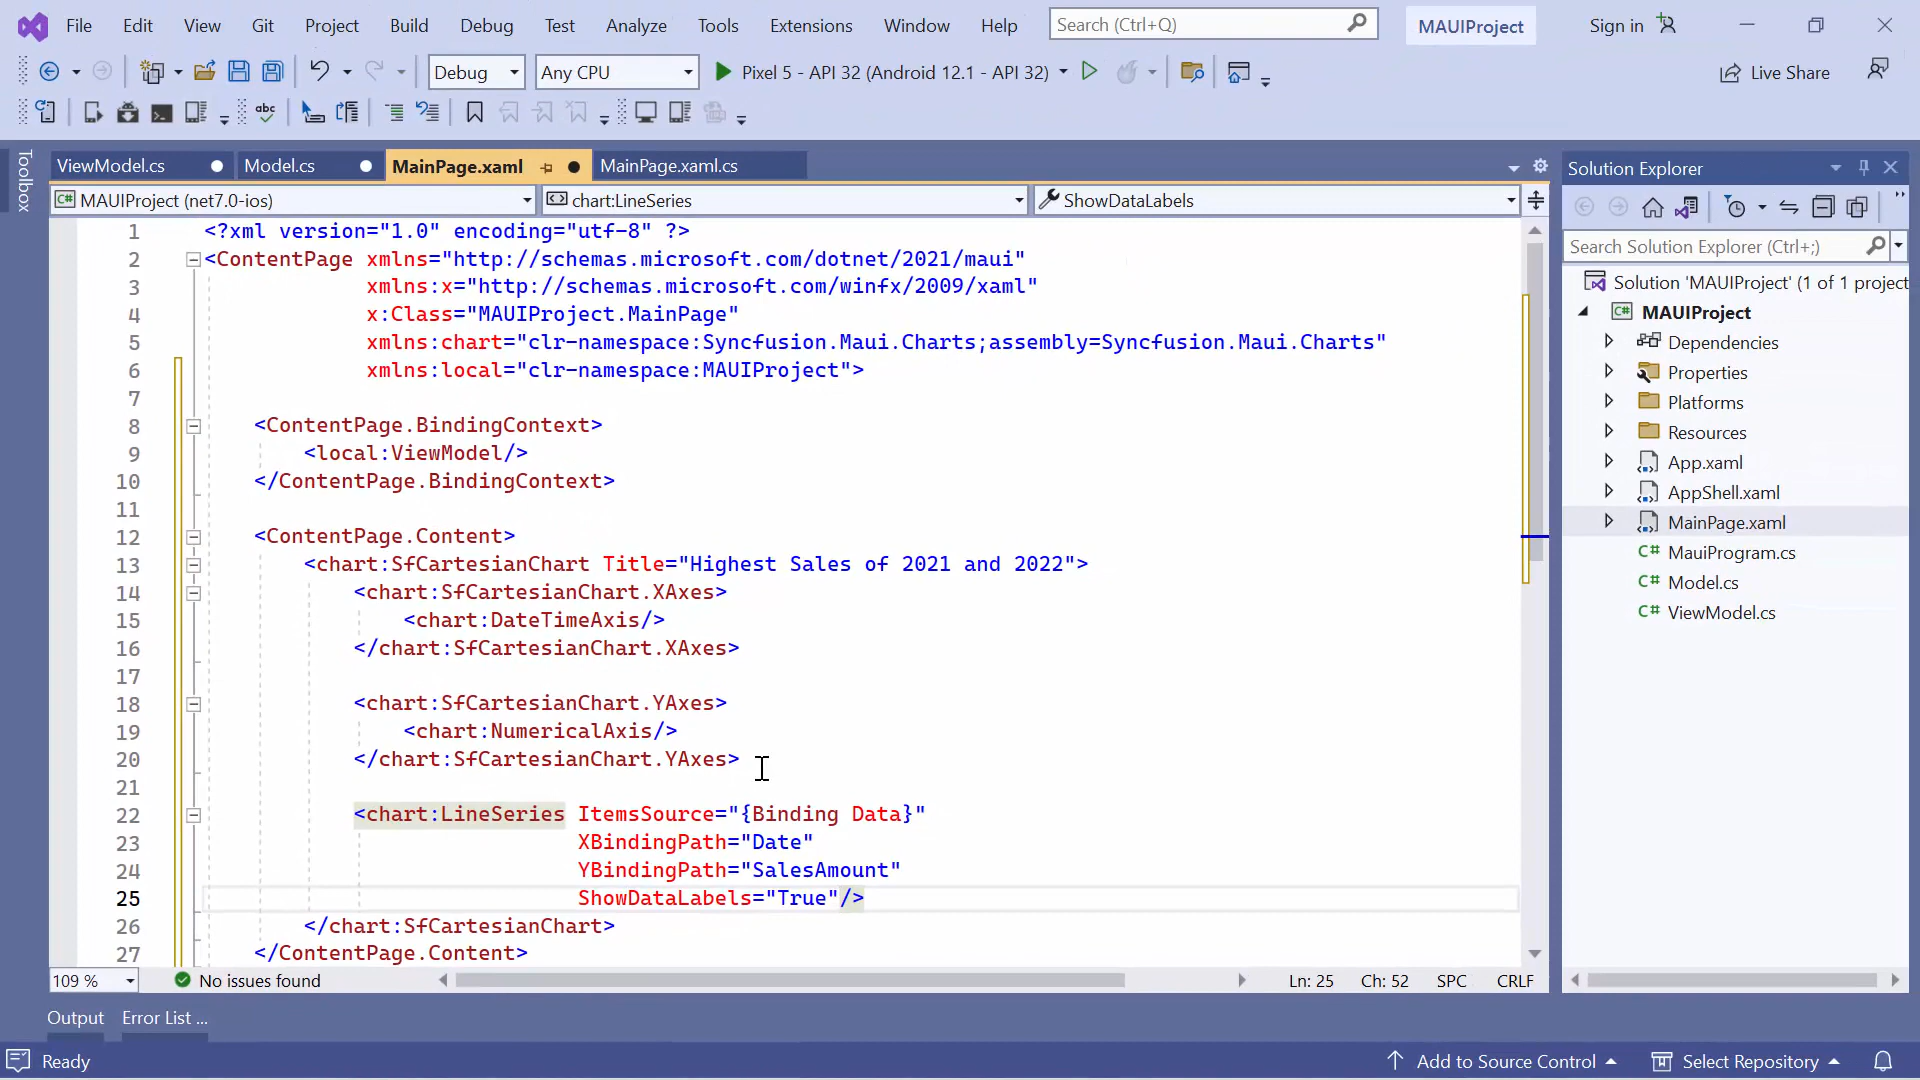 File Edit View Git Project Build Debug Test Analyze Tools Extensions Window Help Search (Ctrl+Q) MAUIProject Sign in
Debug Any CPU Pixel 5 - API 32 (Android 12.1 - API 32) Live Share
abc
Toolbox
ViewModel.cs Model.cs MainPage.xaml MainPage.xaml.cs
MAUIProject (net7.0-ios) chart:LineSeries ShowDataLabels
1 <?xml version="1.0" encoding="utf-8" ?>
2 <ContentPage xmlns="http://schemas.microsoft.com/dotnet/2021/maui"
3 xmlns:x="http://schemas.microsoft.com/winfx/2009/xaml"
4 x:Class="MAUIProject.MainPage"
5 xmlns:chart="clr-namespace:Syncfusion.Maui.Charts;assembly=Syncfusion.Maui.Charts"
6 xmlns:local="clr-namespace:MAUIProject">
7
8 <ContentPage.BindingContext>
9 <local:ViewModel/>
10 </ContentPage.BindingContext>
11
12 <ContentPage.Content>
13 <chart:SfCartesianChart Title="Highest Sales of 2021 and 2022">
14 <chart:SfCartesianChart.XAxes>
15 <chart:DateTimeAxis/>
16 </chart:SfCartesianChart.XAxes>
17
18 <chart:SfCartesianChart.YAxes>
19 <chart:NumericalAxis/>
20 </chart:SfCartesianChart.YAxes>
21
22 <chart:LineSeries ItemsSource="{Binding Data}"
23 XBindingPath="Date"
24 YBindingPath="SalesAmount"
25 ShowDataLabels="True"/>
26 </chart:SfCartesianChart>
27 </ContentPage.Content>
109 % No issues found Ln: 25 Ch: 52 SPC CRLF
Solution Explorer
Search Solution Explorer (Ctrl+;)
Solution 'MAUIProject' (1 of 1 project
MAUIProject
Dependencies
Properties
Platforms
Resources
App.xaml
AppShell.xaml
MainPage.xaml
C# MauiProgram.cs
C# Model.cs
C# ViewModel.cs
Output Error List ...
Ready Add to Source Control Select Repository